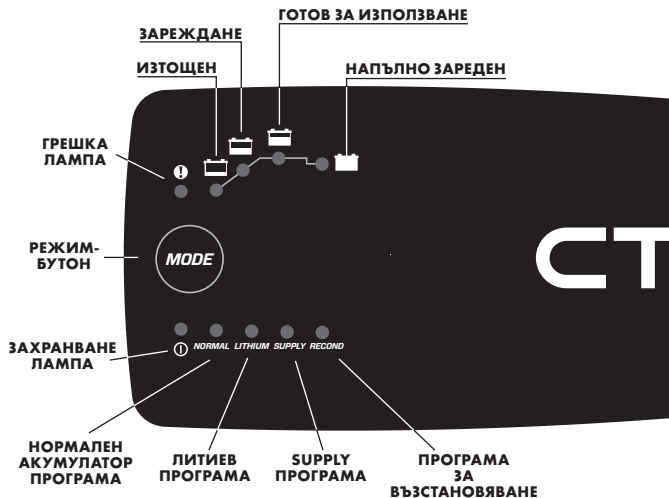 ГОТОВ ЗА ИЗПОЛЗВАНЕ
ЗАРЕЖДАНЕ
ИЗТОЩЕН
НАПЪЛНО ЗАРЕДЕН
ГРЕШКА
ЛАМПА
РЕЖИМ-
БУТОН
MODE
CT
ЗАХРАНВАНЕ
ЛАМПА
NORMAL LITHIUM SUPPLY RECOND
НОРМАЛЕН
АКУМУЛАТОР
ПРОГРАМА
ЛИТИЕВ
ПРОГРАМА
SUPPLY
ПРОГРАМА
ПРОГРАМА
ЗА
ВЪЗСТАНОВЯВАНЕ